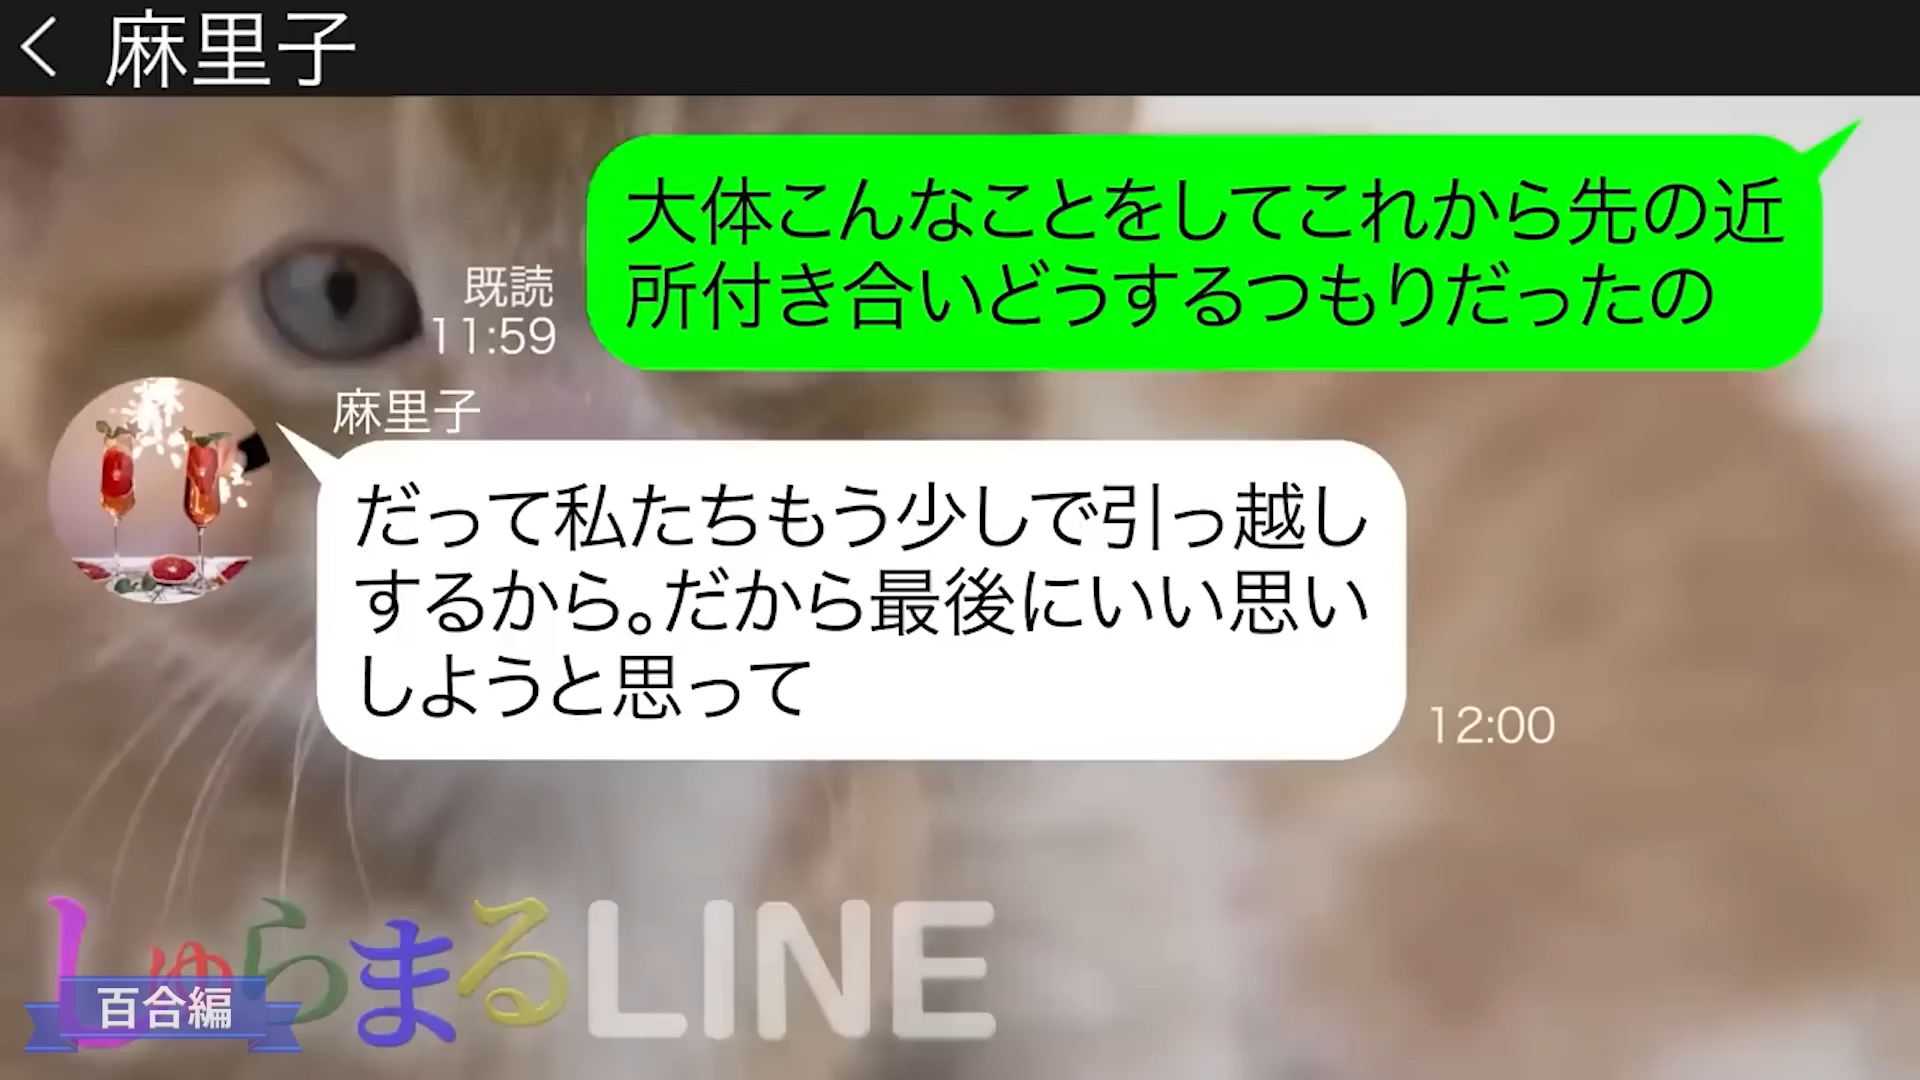 麻里子
大体こんなことをしてこれから先の近
所付き合いどうするつもりだったの
既読
11:59
麻里子
だって私たちもう少しで引っ越し
するから。だから最後にいい思い
しようと思って
12:00
しゅらまるLINE
百合編